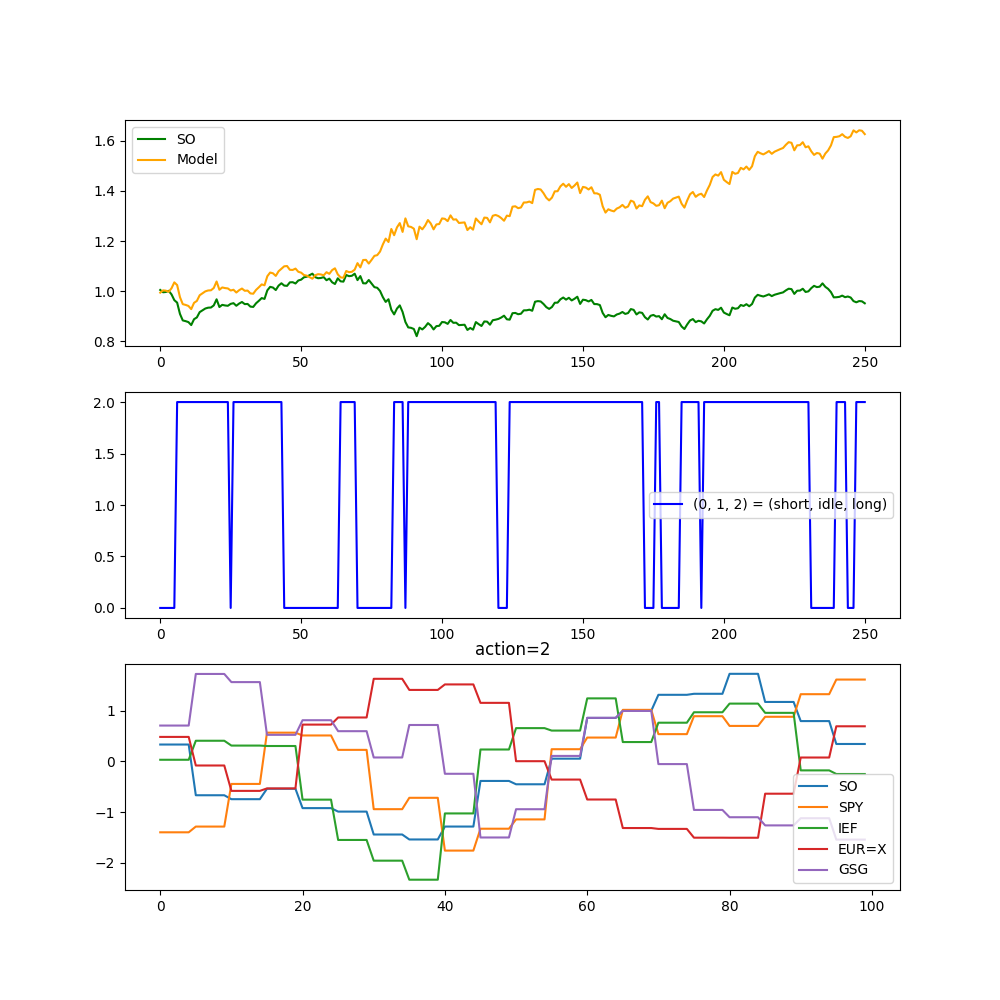 SO
Model
1.6
1.4
1.2
1.0
0.8
0 50 100 150 200 250
2.0
1.5
1.0
0.5
0.0
(0, 1, 2) = (short, idle, long)
0 50 100 150 200 250
action=2
1
0
−1
−2
SO
SPY
IEF
EUR=X
GSG
0 20 40 60 80 100